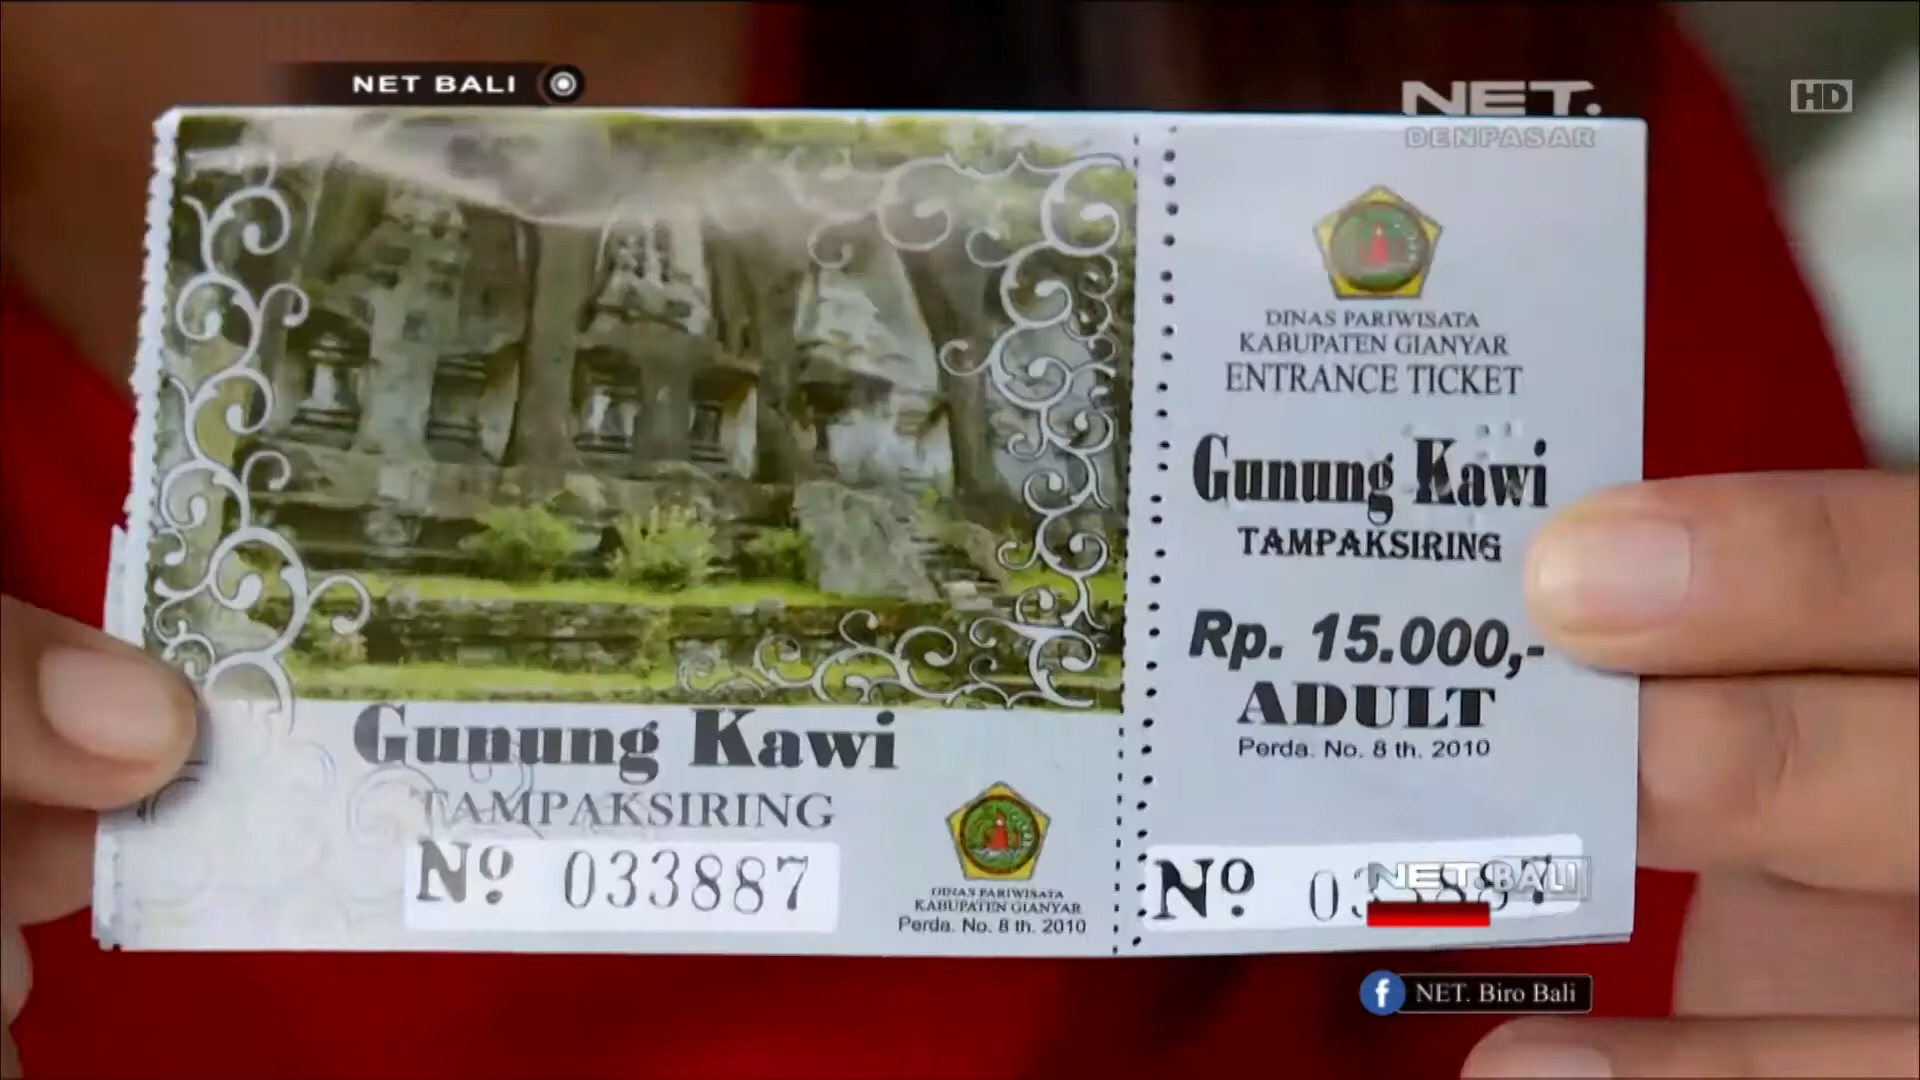 NET BALI
NET.
DENPASAR
HD
DINAS PARIWISATA
KABUPATEN GIANYAR
ENTRANCE TICKET
Gunung Kawi
TAMPAKSIRING
Rp. 15.000,-
ADULT
Perda. No. 8 th. 2010
Gunung Kawi
TAMPAKSIRING
Nº 033887
DINAS PARIWISATA
KABUPATEN GIANYAR
Perda. No. 8 th. 2010
Nº 033887
NET. BALI
NET. Biro Bali